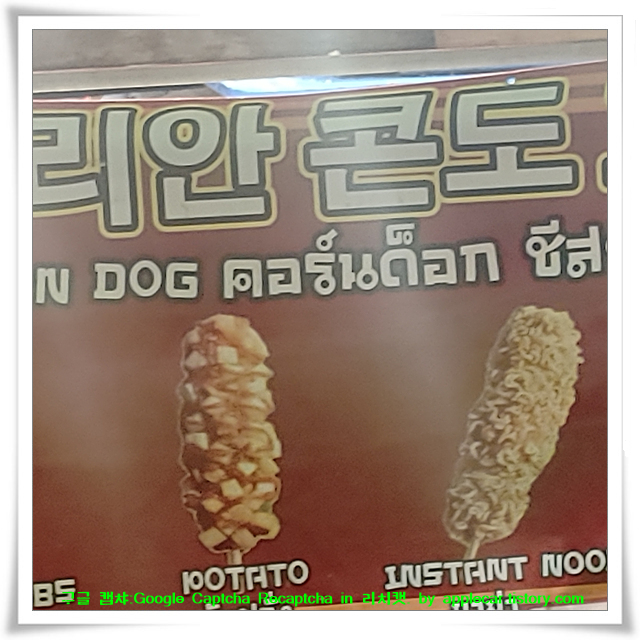 리안 콘도
N DOG คอร์นด็อก ชีส
BS POTATO INSTANT NOO
구글 캡챠:Google Captcha Recaptcha in 리치캣 by applecart.tistory.com